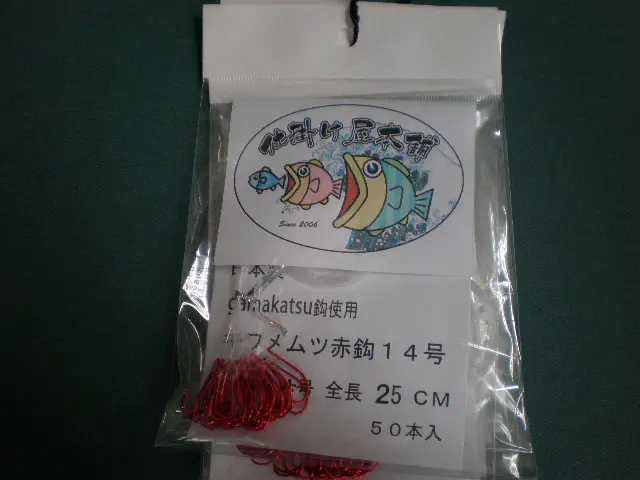 仕掛け屋本舗
Since 2006
日本製
gamakatsu鈎使用
フメムツ赤鈎14号
号 全長 25 CM
50本入